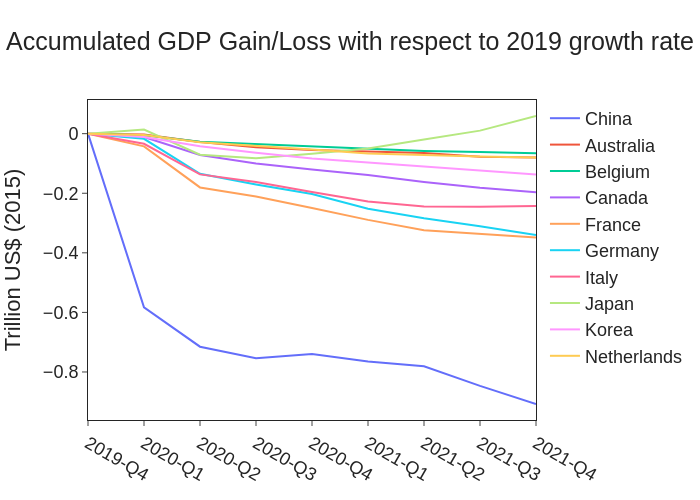 Accumulated GDP Gain/Loss with respect to 2019 growth rate
Trillion US$ (2015)
0
−0.2
−0.4
−0.6
−0.8
2019-Q4
2020-Q1
2020-Q2
2020-Q3
2020-Q4
2021-Q1
2021-Q2
2021-Q3
2021-Q4
China
Australia
Belgium
Canada
France
Germany
Italy
Japan
Korea
Netherlands